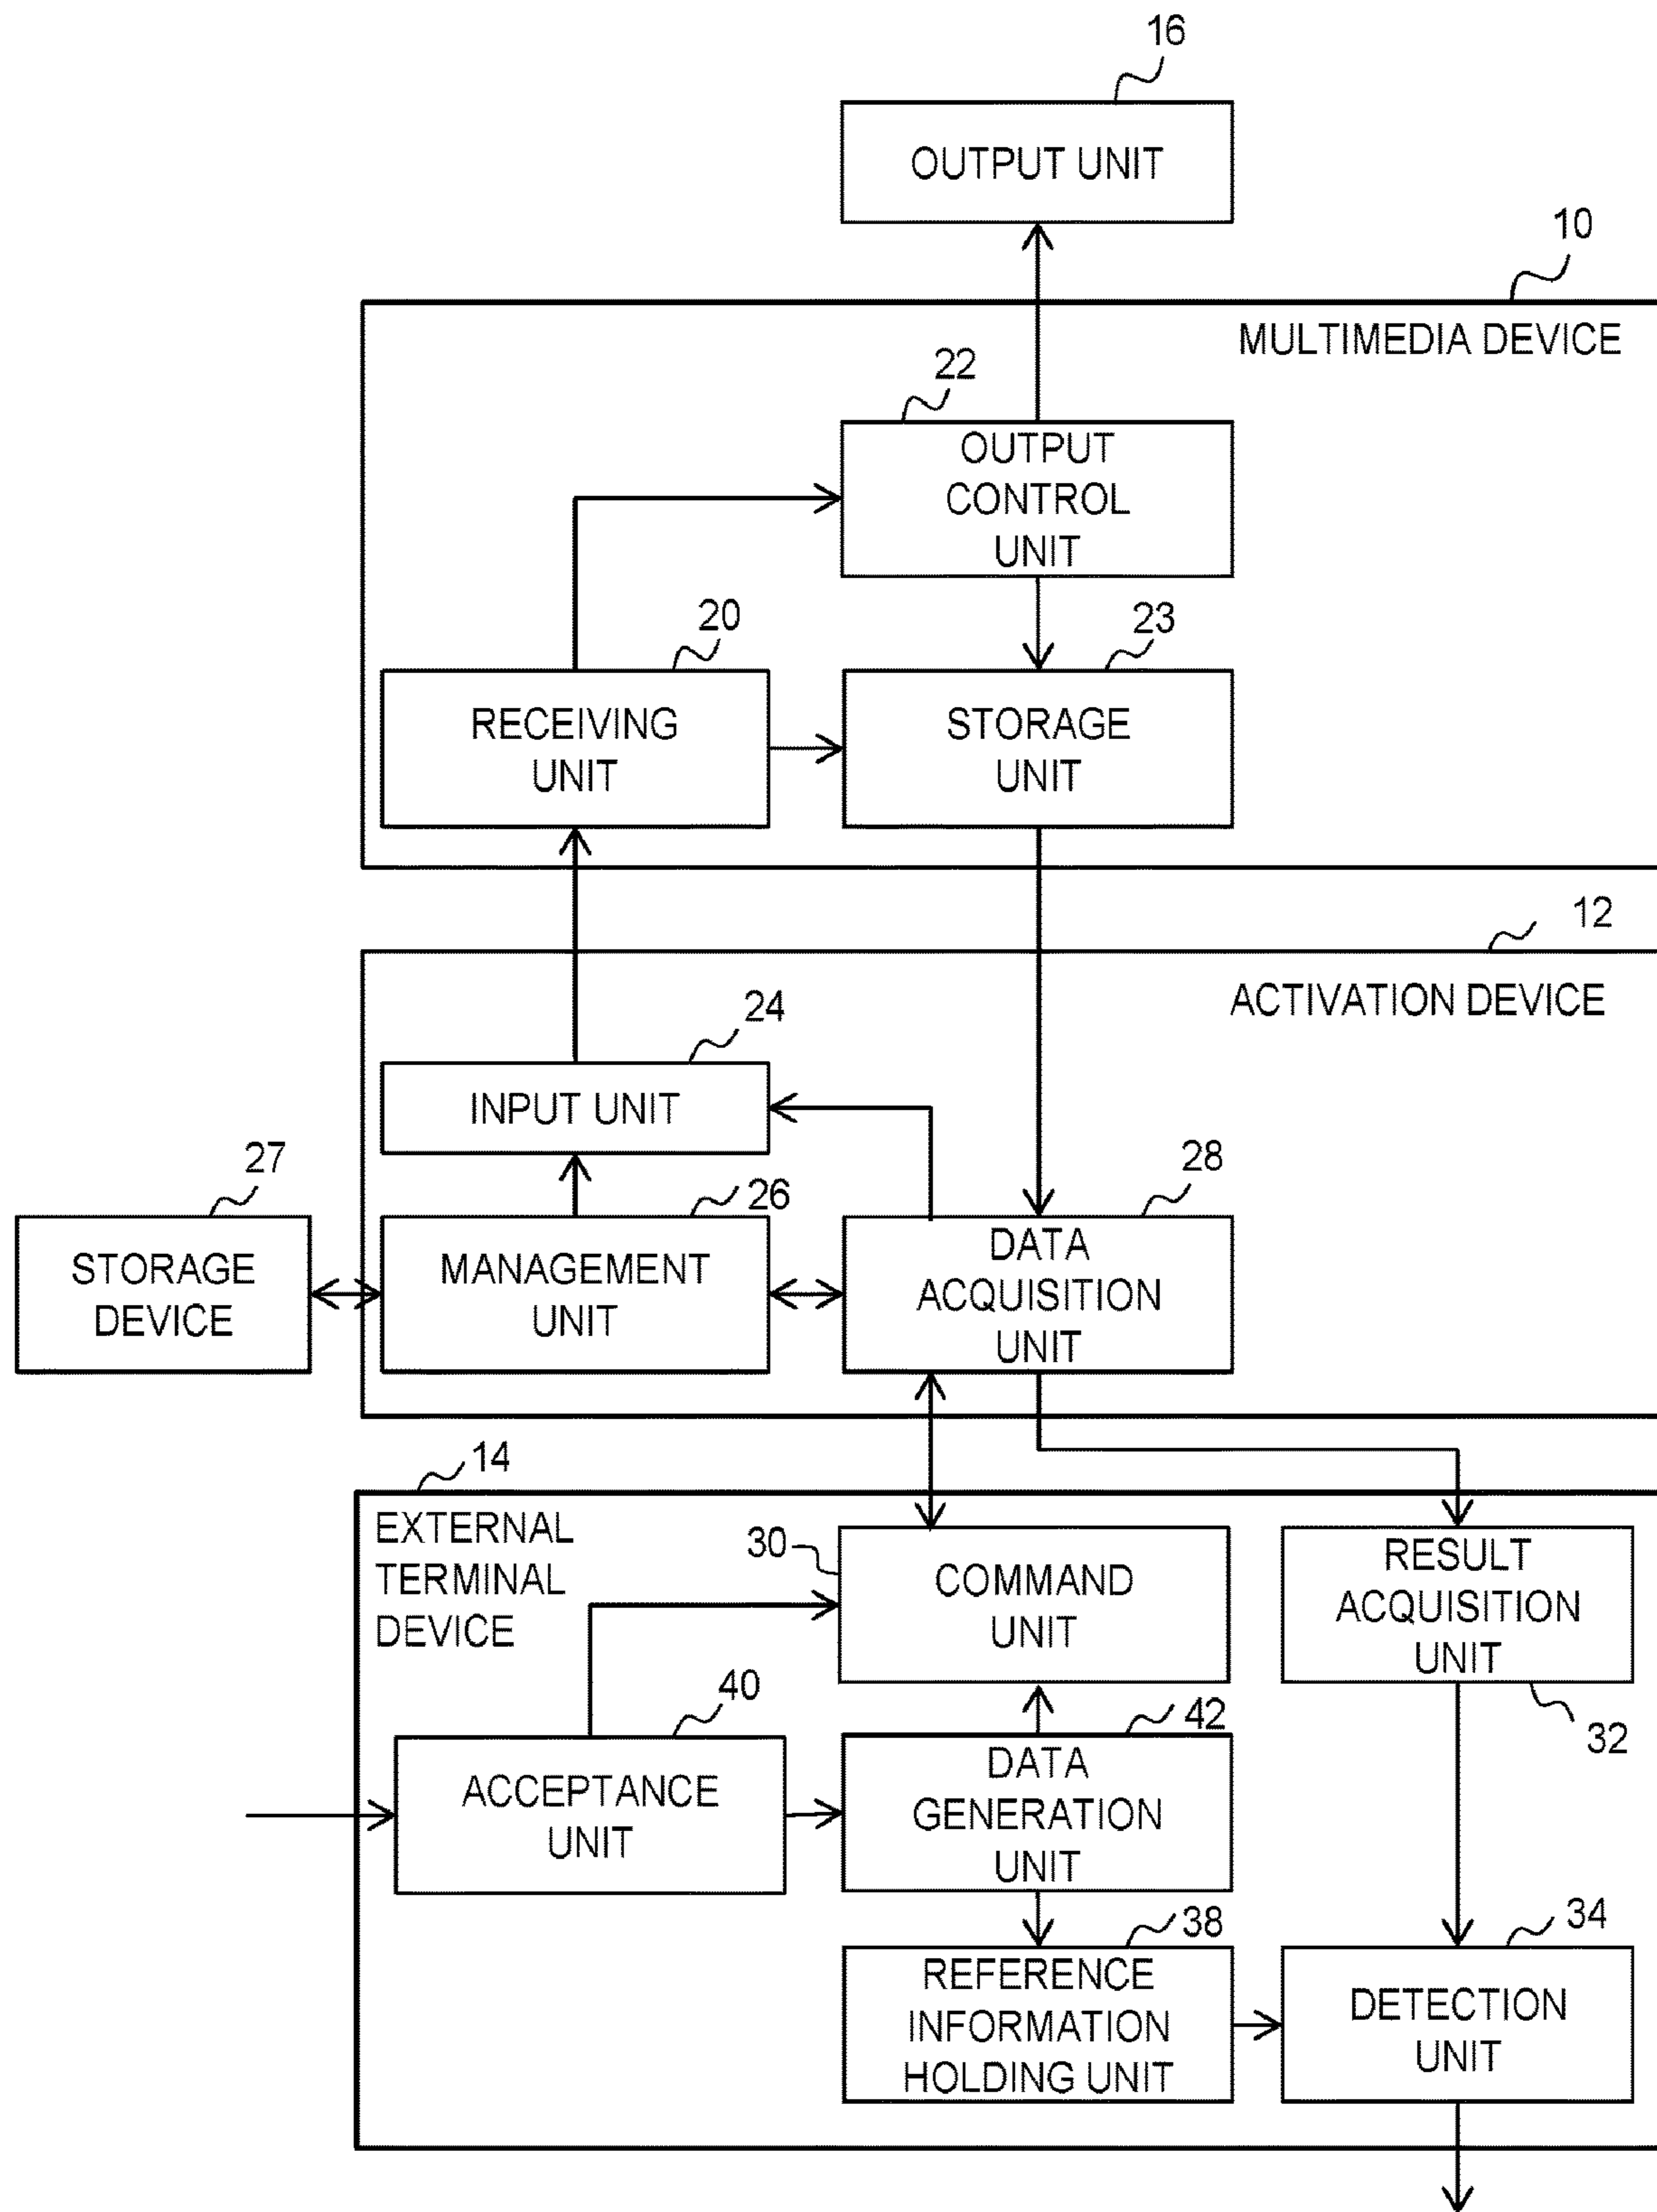 16
OUTPUT UNIT
10
MULTIMEDIA DEVICE
22
OUTPUT
CONTROL
UNIT
20
23
RECEIVING
UNIT
STORAGE
UNIT
12
ACTIVATION DEVICE
24
INPUT UNIT
27
26
28
STORAGE
DEVICE
MANAGEMENT
UNIT
DATA
ACQUISITION
UNIT
14
EXTERNAL
TERMINAL
DEVICE
30
COMMAND
UNIT
RESULT
ACQUISITION
UNIT
32
40
42
ACCEPTANCE
UNIT
DATA
GENERATION
UNIT
38
34
REFERENCE
INFORMATION
HOLDING UNIT
DETECTION
UNIT